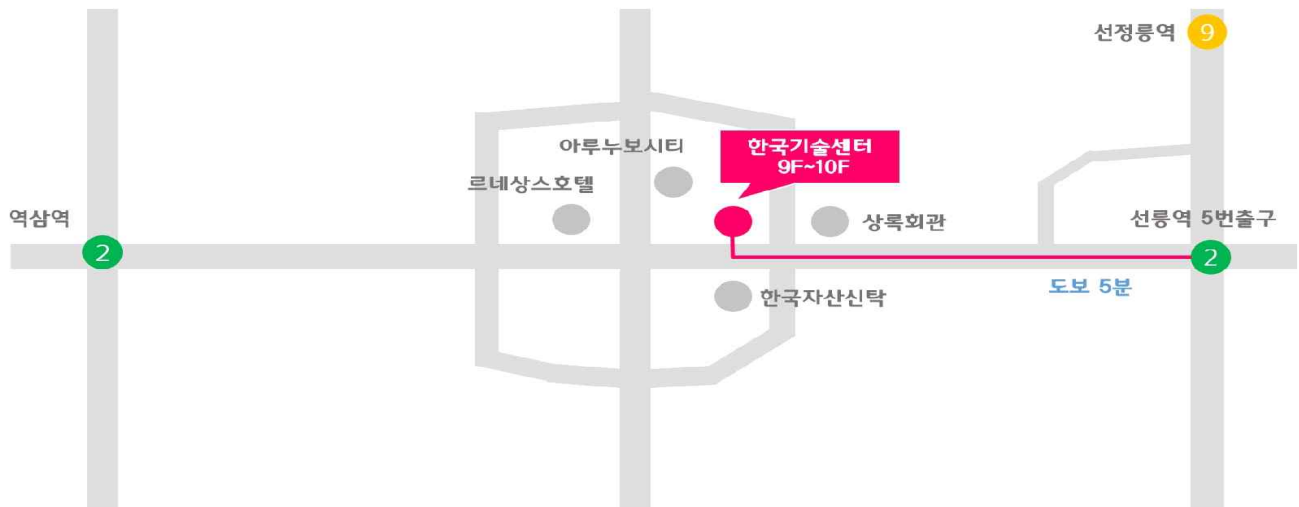 선정릉역 9
아루누보시티
한국기술센터
9F~10F
르네상스호텔
역삼역
상록회관
선릉역 5번출구
2
2
도보 5분
한국자산신탁